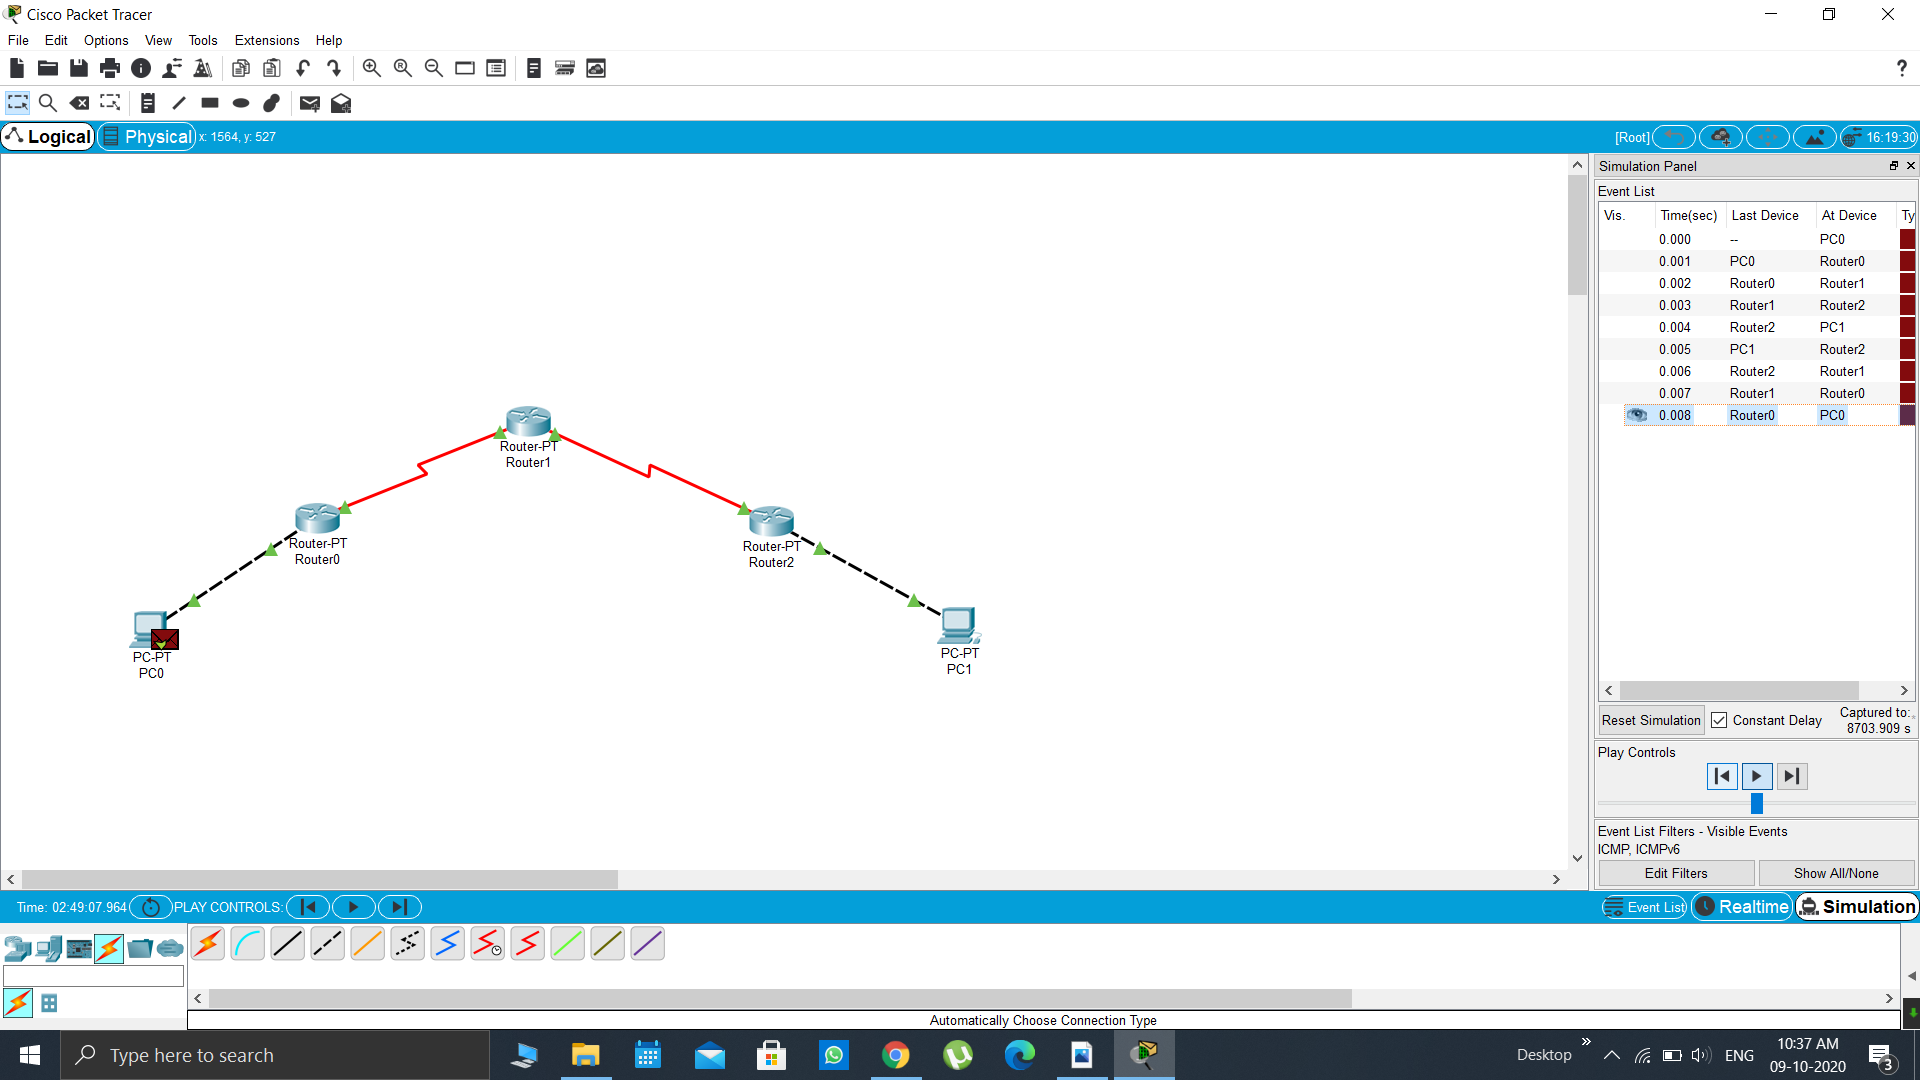 Cisco Packet Tracer
File Edit Options View Tools Extensions Help
?
Logical Physical x: 1564, y: 527 [Root] 16:19:30
Simulation Panel
Event List
Vis. Time(sec) Last Device At Device Ty
0.000 -- PC0
0.001 PC0 Router0
0.002 Router0 Router1
0.003 Router1 Router2
0.004 Router2 PC1
0.005 PC1 Router2
0.006 Router2 Router1
0.007 Router1 Router0
0.008 Router0 PC0
Router-PT
Router1
Router-PT
Router0
Router-PT
Router2
PC-PT
PC0
PC-PT
PC1
Reset Simulation Constant Delay Captured to:
8703.909 s
Play Controls
Event List Filters - Visible Events
ICMP, ICMPv6
Edit Filters Show All/None
Time: 02:49:07.964 PLAY CONTROLS: Event List Realtime Simulation
Automatically Choose Connection Type
Type here to search
Desktop » ENG 10:37 AM
09-10-2020 3